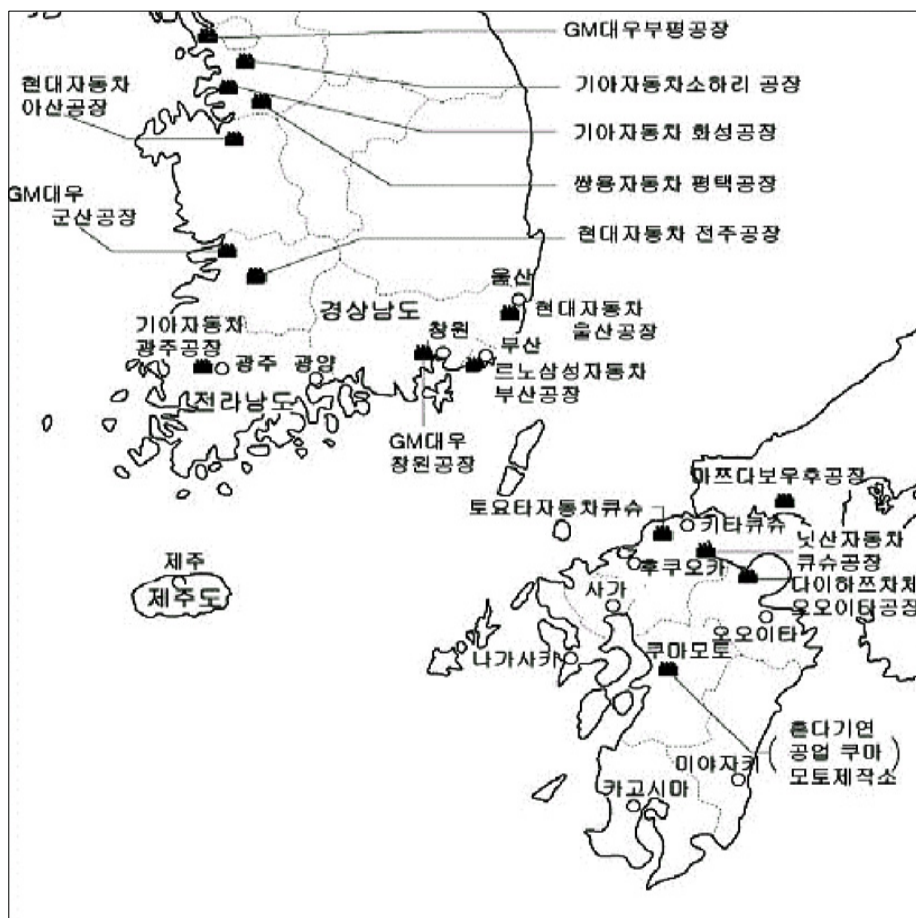 GM대우부평공장
현대자동차
아산공장
기아자동차소하리 공장
기아자동차 화성공장
쌍용자동차 평택공장
GM대우
군산공장
현대자동차 전주공장
울산
경상남도
현대자동차
울산공장
기아자동차
광주공장
창원
부산
광주
광양
르노삼성자동차
부산공장
전라남도
GM대우
창원공장
마쯔다보우후공장
토요타자동차큐슈
키타큐슈
닛산자동차
큐슈공장
제주
제주도
후쿠오카
다이하쯔차체
오오이타공장
사가
오오이타
나가사카
쿠마모토
혼다기연
공업 쿠마
모토제작소
미야자키
카고시마